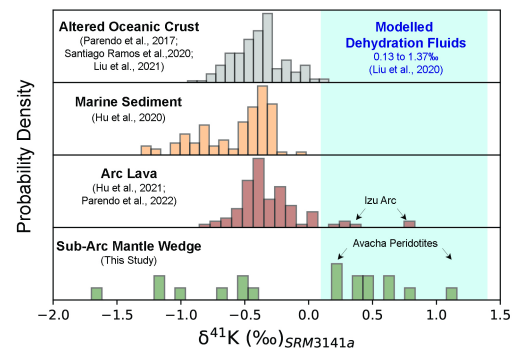 Altered Oceanic Crust
(Parendo et al., 2017;
Santiago Ramos et al.,2020;
Liu et al., 2021)
Modelled
Dehydration Fluids
0.13 to 1.37‰
(Liu et al., 2020)
Marine Sediment
(Hu et al., 2020)
Arc Lava
(Hu et al., 2021;
Parendo et al., 2022)
Izu Arc
Sub-Arc Mantle Wedge
(This Study)
Avacha Peridotites
Probability Density
−2.0 −1.5 −1.0 −0.5 0.0 0.5 1.0 1.5
δ⁴¹K (‰)SRM3141a